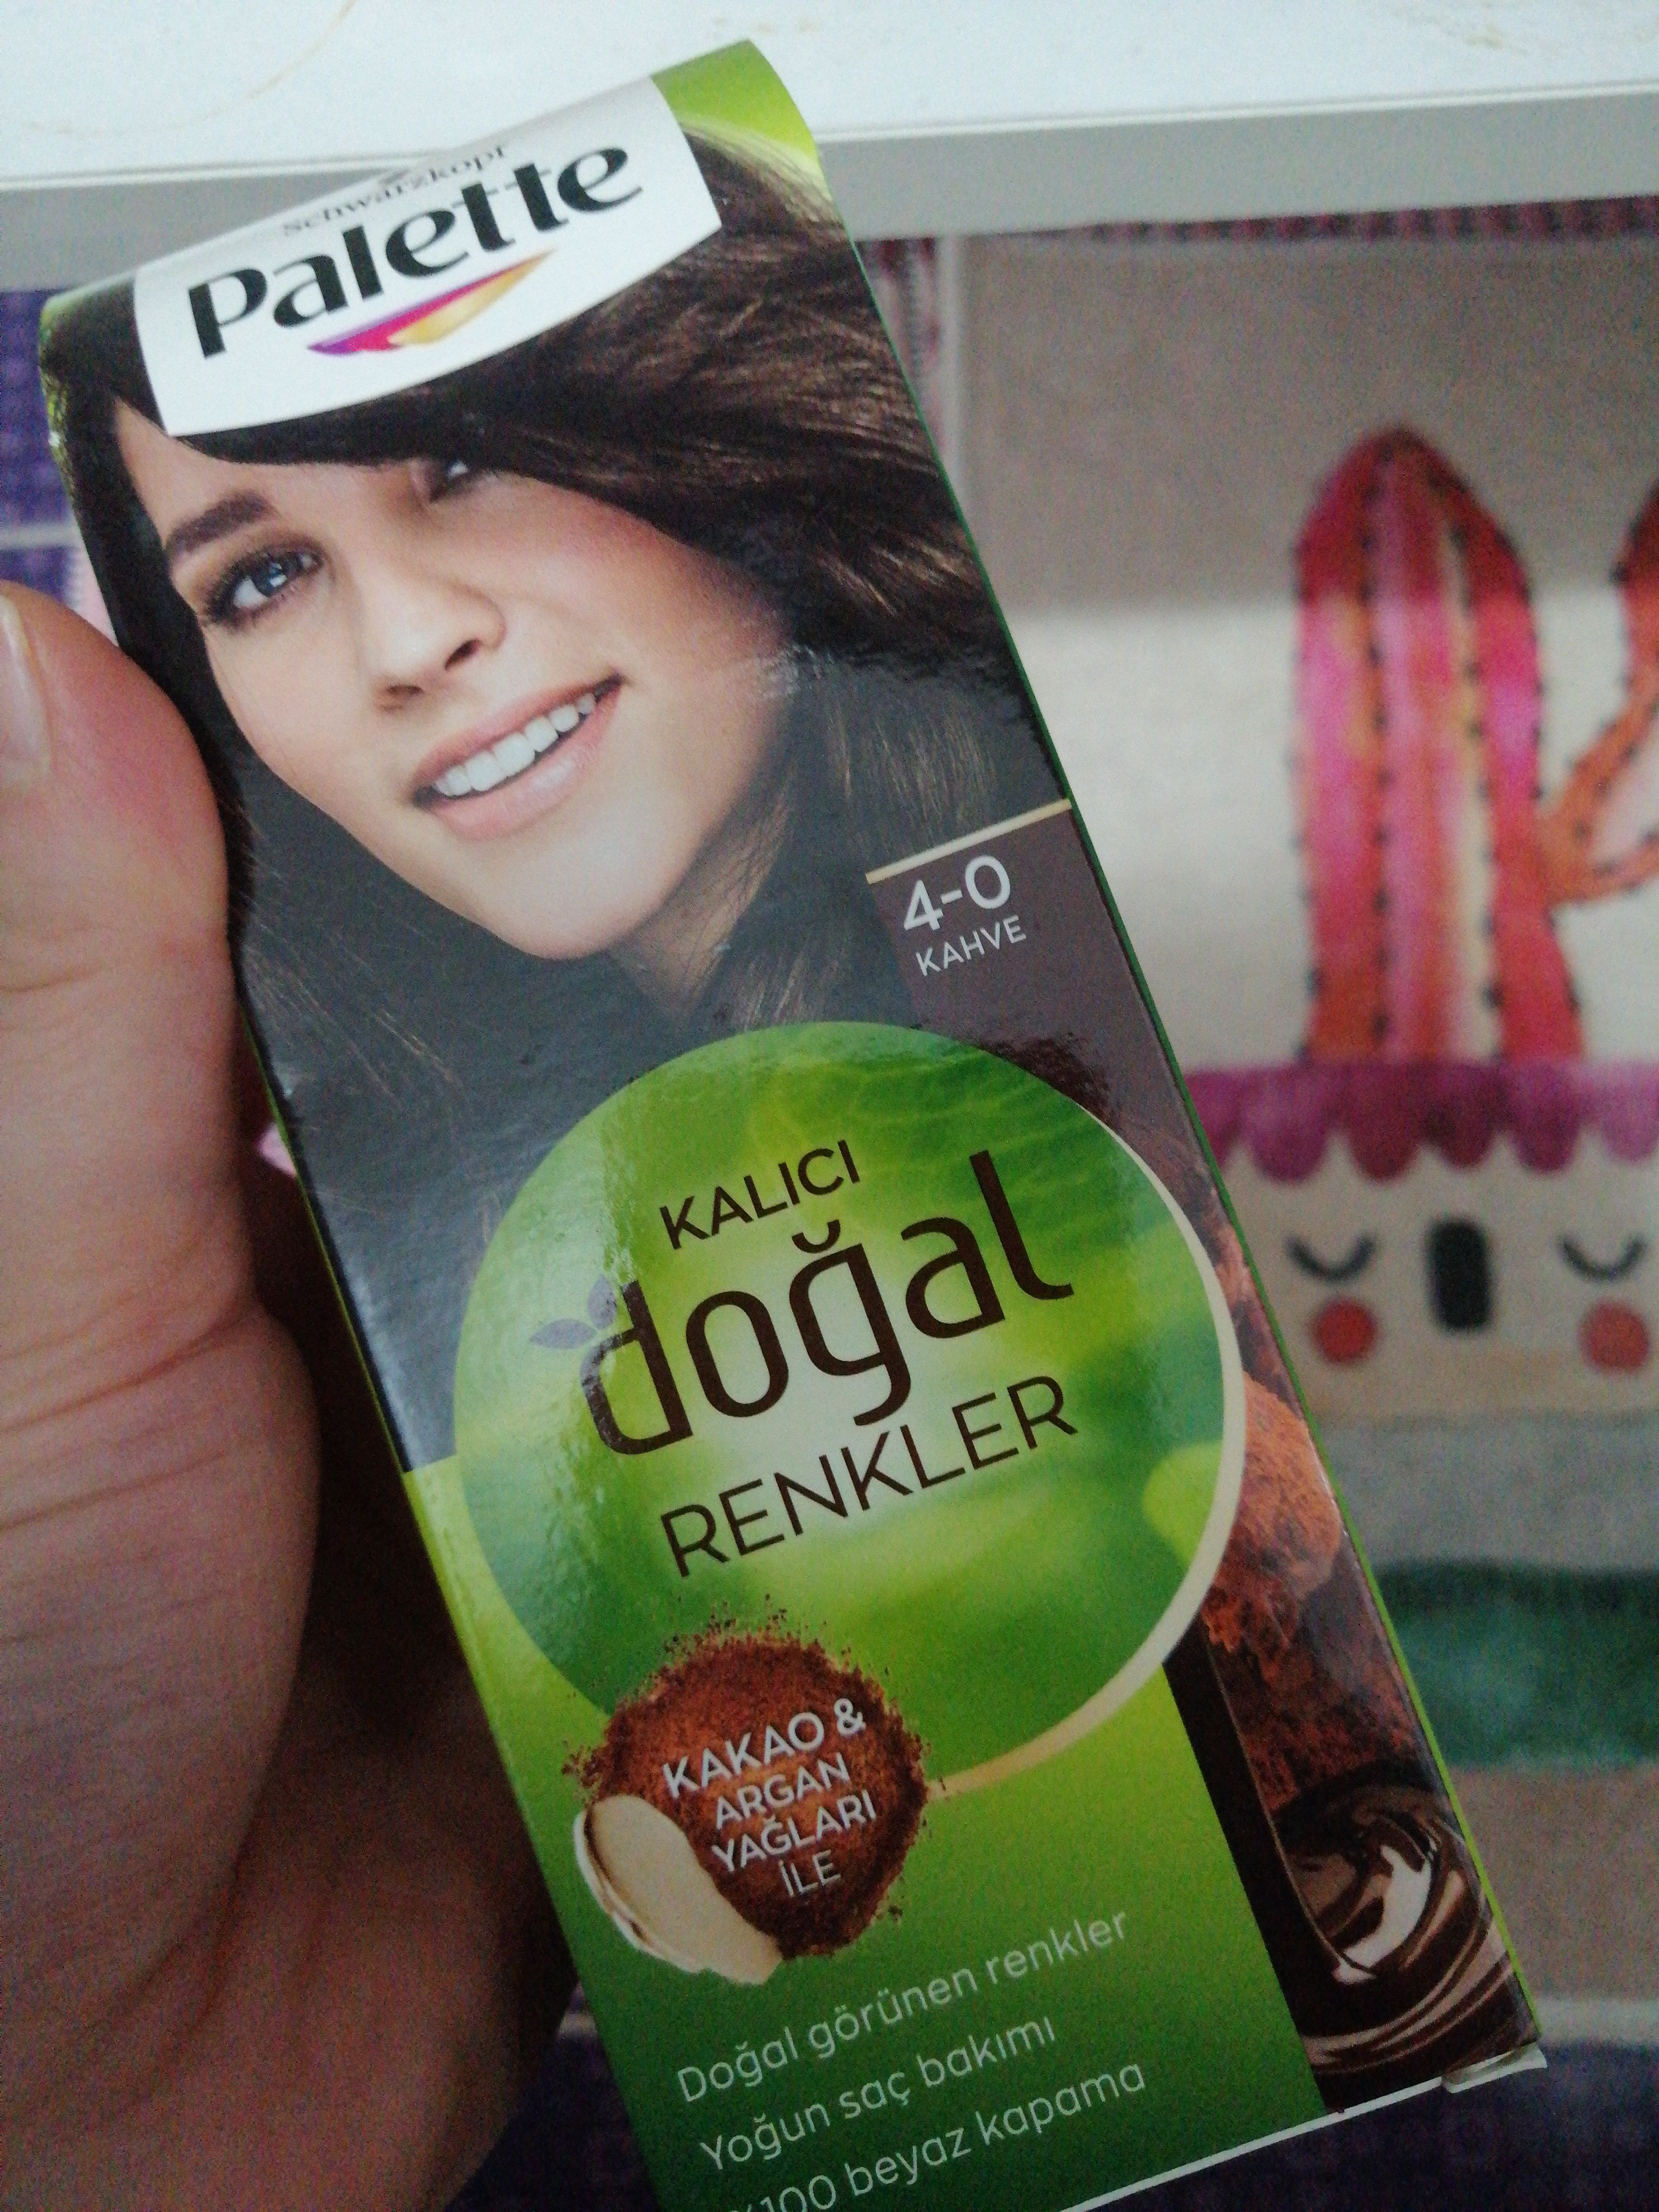 Schwarzkopf
Palette
4-0
KAHVE
KALICI
doğal
RENKLER
KAKAO &
ARGAN
YAĞLARI
İLE
Doğal görünen renkler
Yoğun saç bakımı
%100 beyaz kapama